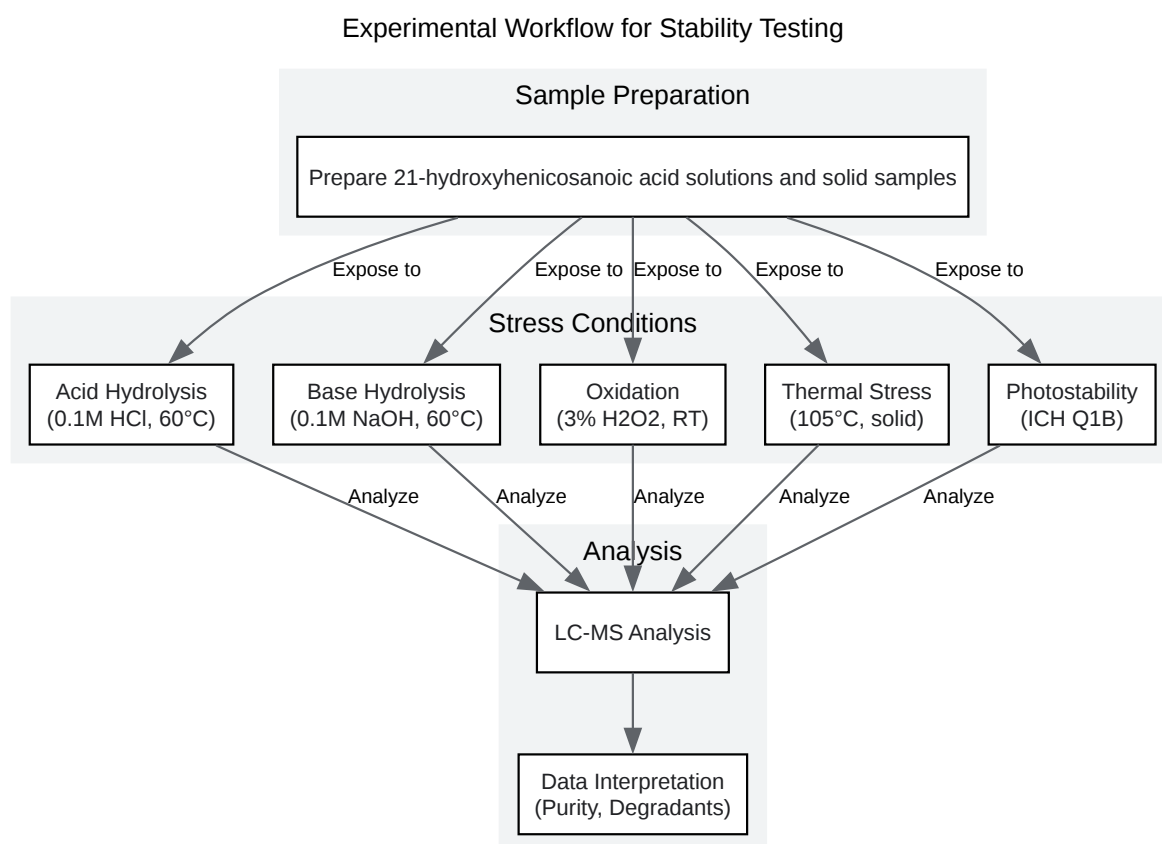 Experimental Workflow for Stability Testing
Sample Preparation
Prepare 21-hydroxyhenicosanoic acid solutions and solid samples
Expose to
Expose to
Expose to
Expose to
Expose to
Stress Conditions
Acid Hydrolysis
(0.1M HCl, 60°C)
Base Hydrolysis
(0.1M NaOH, 60°C)
Oxidation
(3% H2O2, RT)
Thermal Stress
(105°C, solid)
Photostability
(ICH Q1B)
Analyze
Analyze
Analyze
Analyze
Analyze
Analysis
LC-MS Analysis
Data Interpretation
(Purity, Degradants)